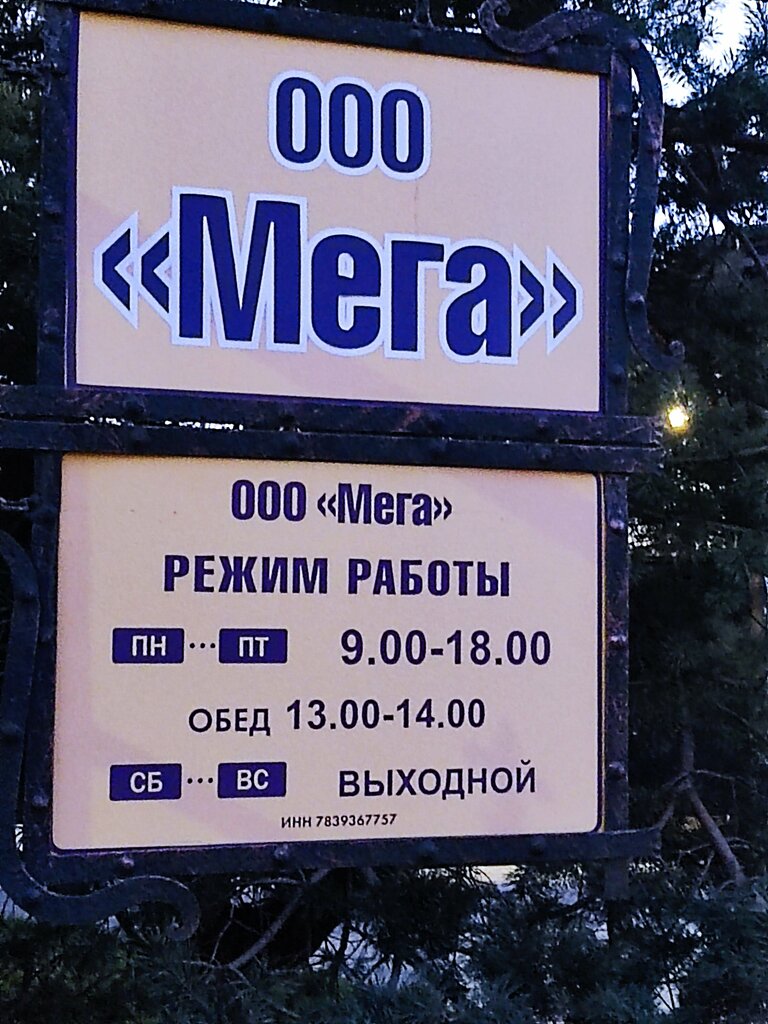 ООО
«Мега»
ООО «Мега»
РЕЖИМ РАБОТЫ
ПН ... ПТ 9.00-18.00
ОБЕД 13.00-14.00
СБ ... ВС ВЫХОДНОЙ
ИНН 7839367757